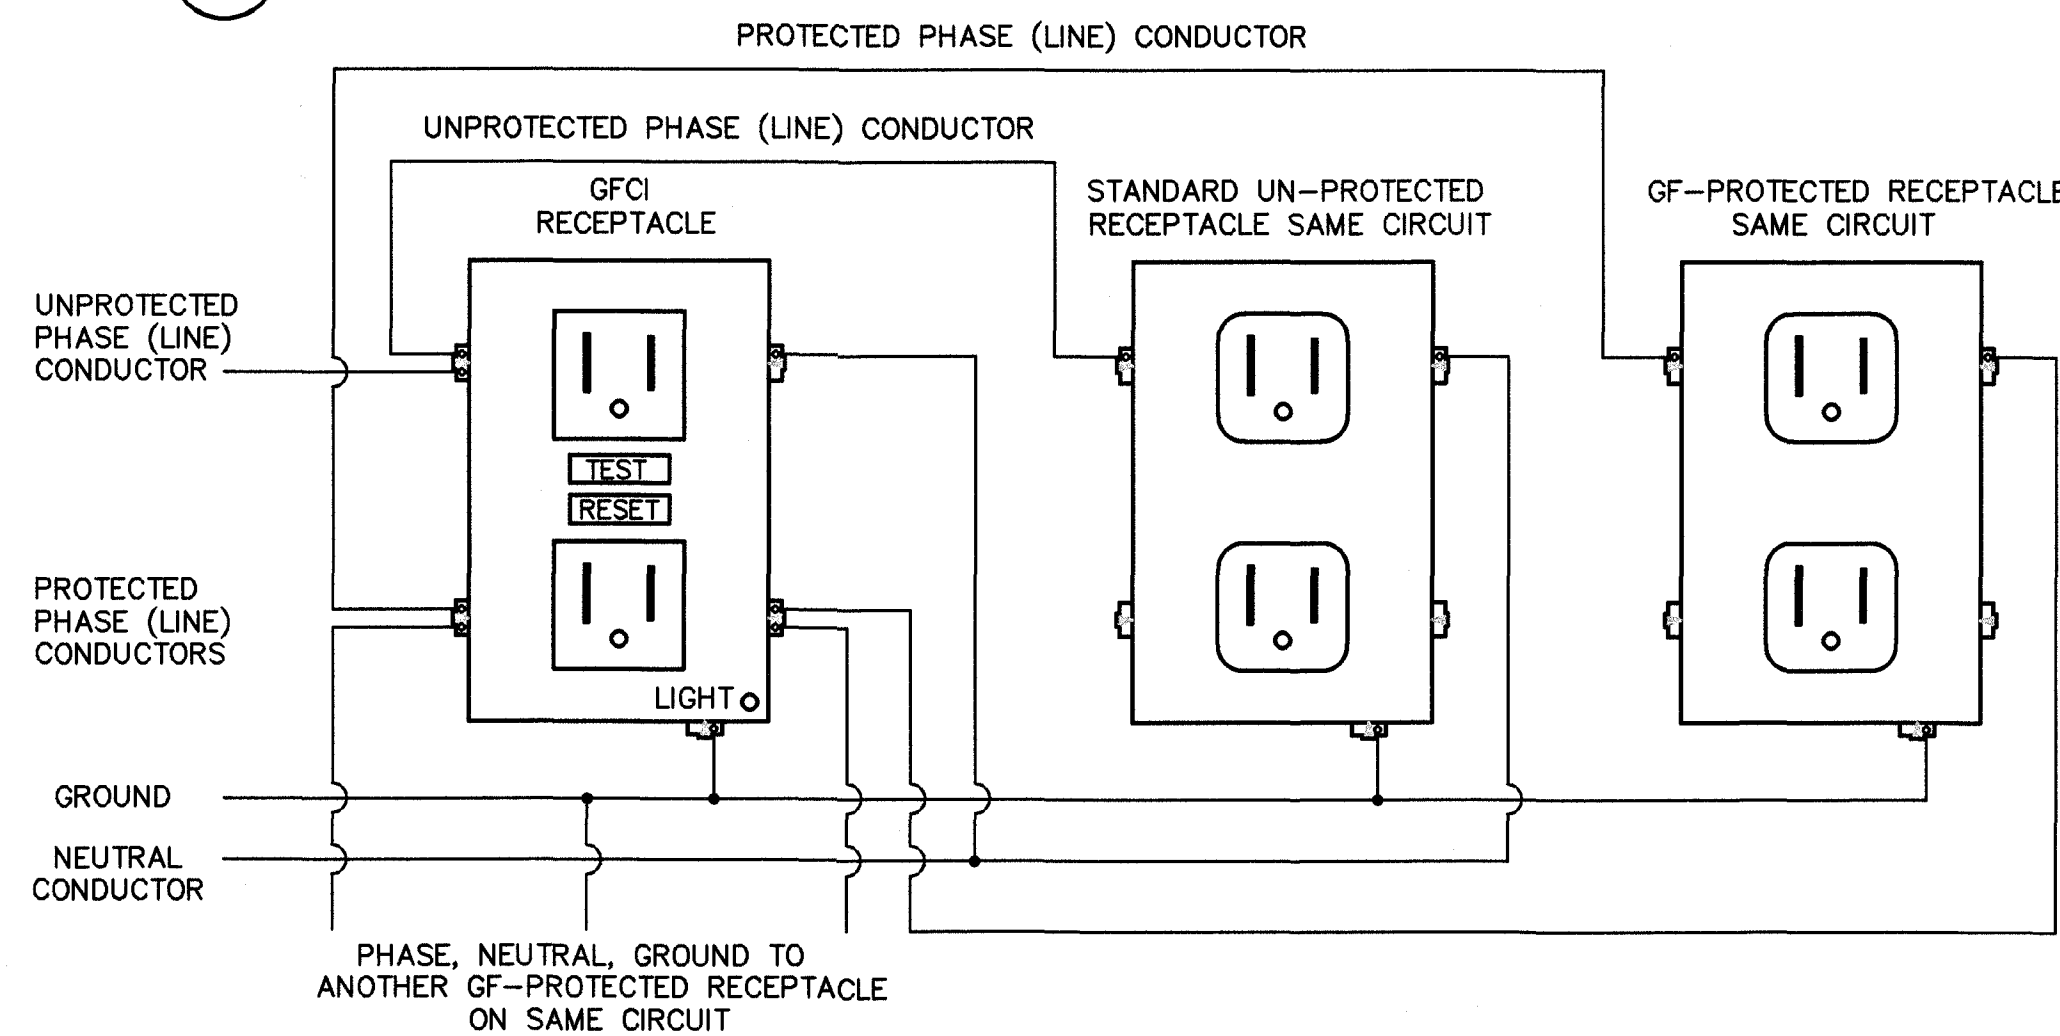 PROTECTED PHASE (LINE) CONDUCTOR
UNPROTECTED PHASE (LINE) CONDUCTOR
GFCI
RECEPTACLE
STANDARD UN-PROTECTED
RECEPTACLE SAME CIRCUIT
GF-PROTECTED RECEPTACLE
SAME CIRCUIT
UNPROTECTED
PHASE (LINE)
CONDUCTOR
TEST
RESET
PROTECTED
PHASE (LINE)
CONDUCTORS
LIGHT
GROUND
NEUTRAL
CONDUCTOR
PHASE, NEUTRAL, GROUND TO
ANOTHER GF-PROTECTED RECEPTACLE
ON SAME CIRCUIT